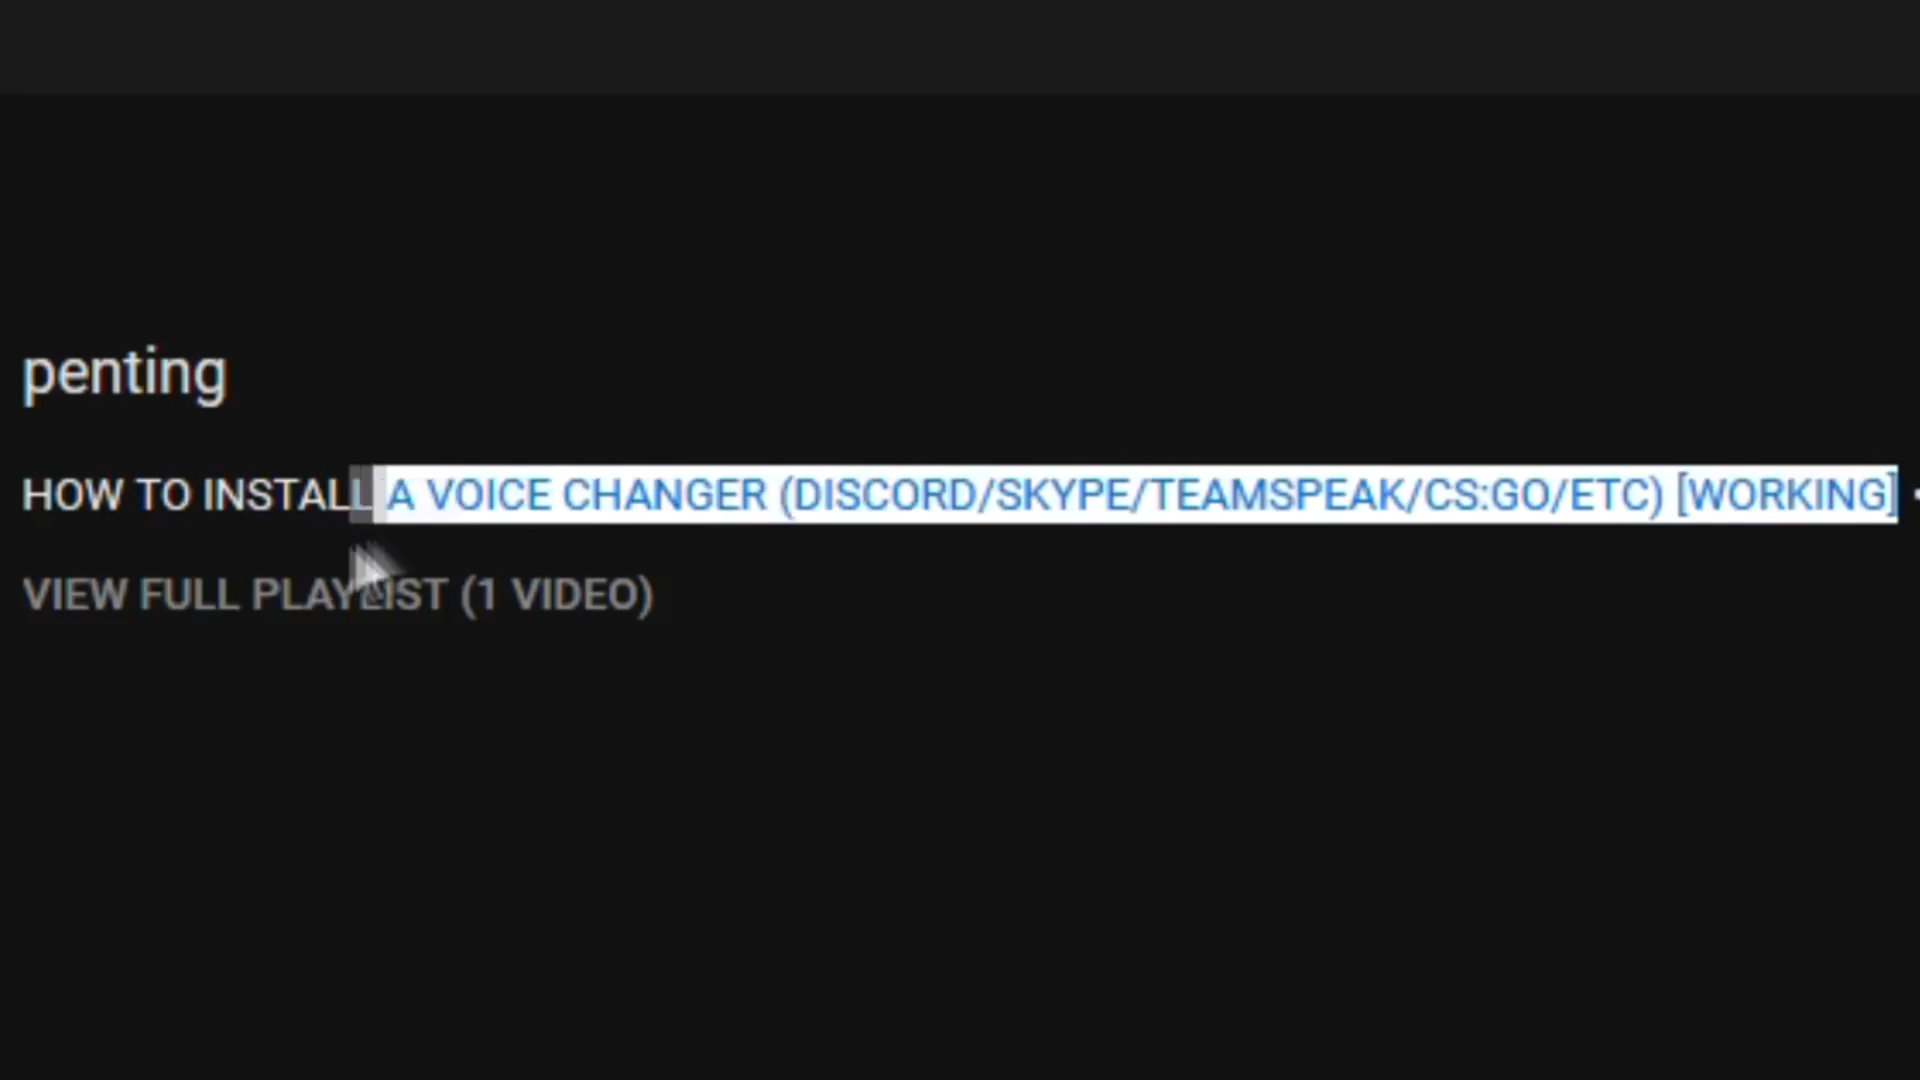 penting
HOW TO INSTALL A VOICE CHANGER (DISCORD/SKYPE/TEAMSPEAK/CS:GO/ETC) [WORKING]
VIEW FULL PLAYLIST (1 VIDEO)